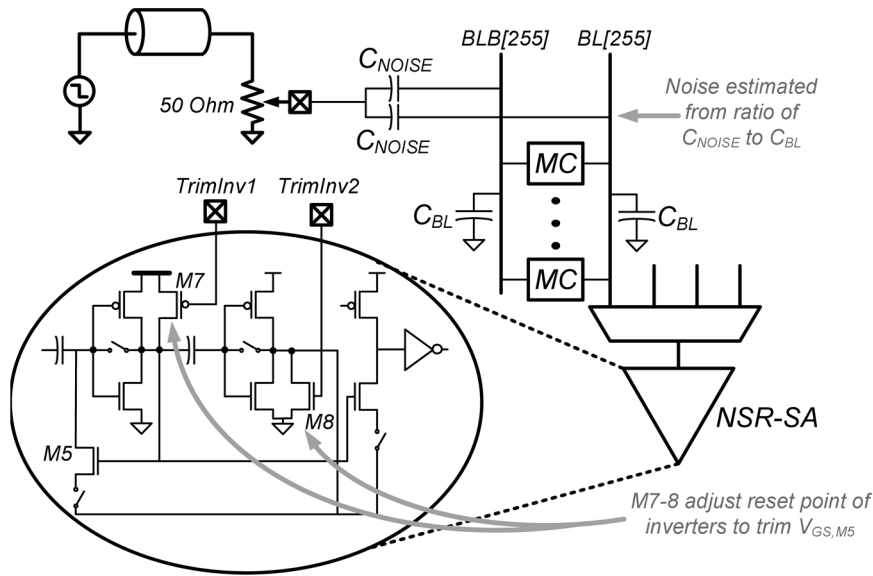 BLB[255]
BL[255]
C_NOISE
50 Ohm
C_NOISE
Noise estimated
from ratio of
C_NOISE to C_BL
MC
TrimInv1
TrimInv2
C_BL
C_BL
MC
M7
M8
M5
NSR-SA
M7-8 adjust reset point of
inverters to trim V_GS,M5